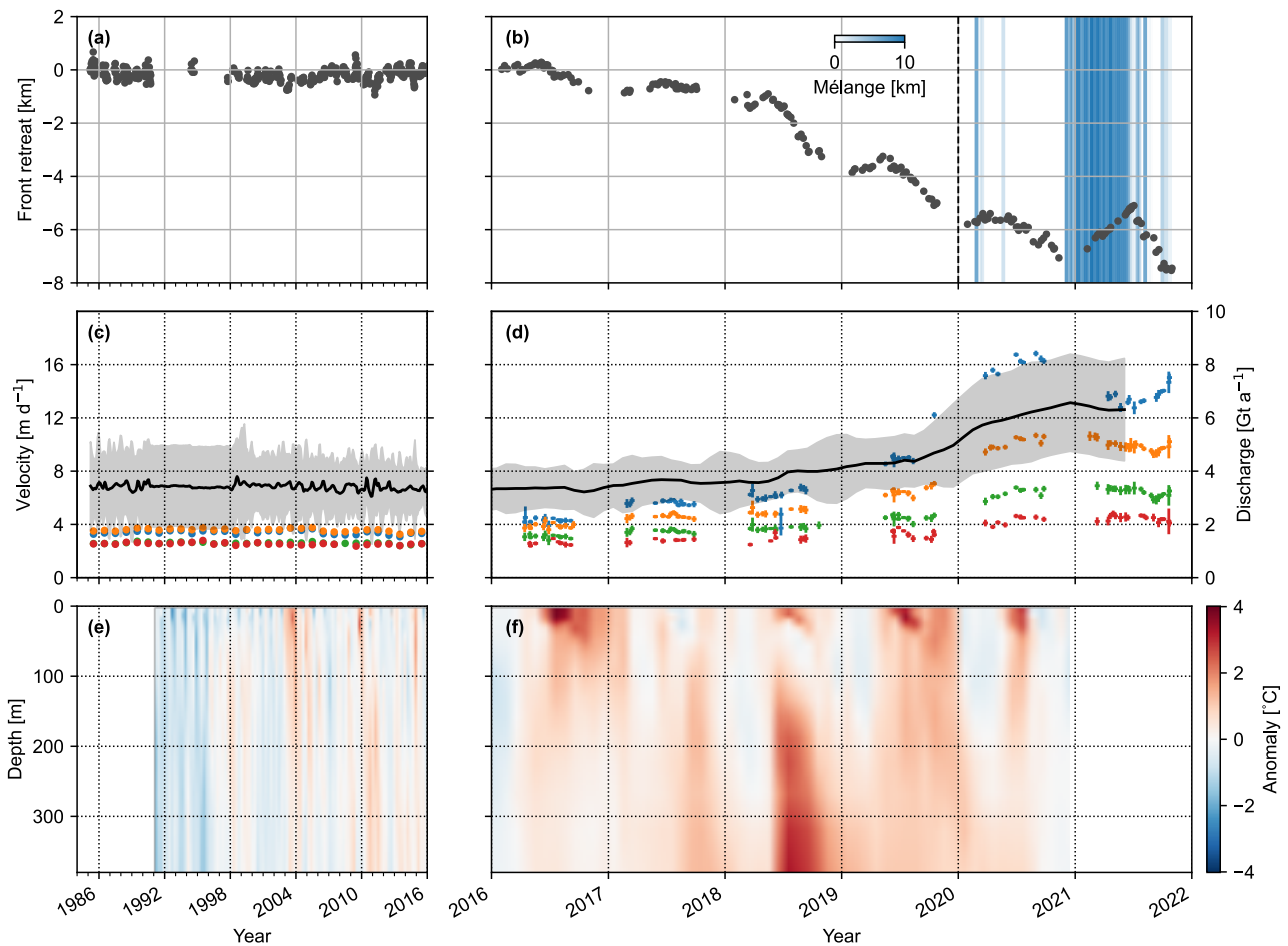 (a)
(b)
2
0
−2
−4
−6
−8
Front retreat [km]
0
10
Mélange [km]
(c)
(d)
16
12
8
4
0
Velocity [m d⁻¹]
10
8
6
4
2
0
Discharge [Gt a⁻¹]
(e)
(f)
0
100
200
300
Depth [m]
4
2
0
−2
−4
Anomaly [°C]
1986
1992
1998
2004
2010
2016
Year
2016
2017
2018
2019
2020
2021
2022
Year